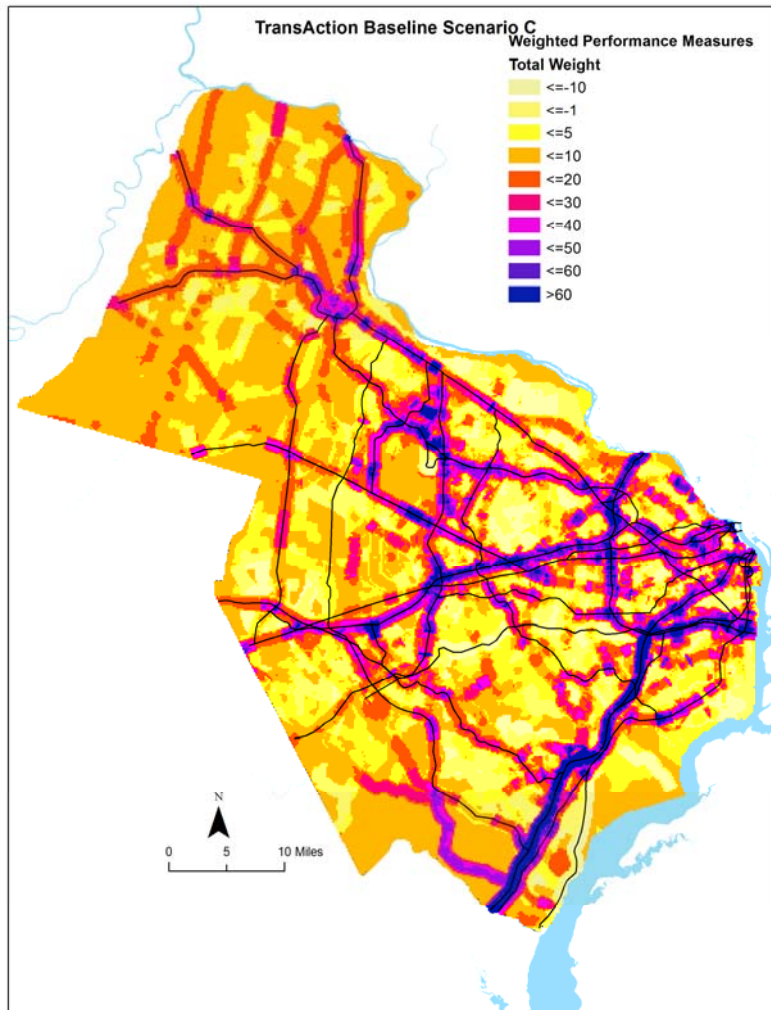 TransAction Baseline Scenario C
Weighted Performance Measures
Total Weight
<=-10
<=-1
<=5
<=10
<=20
<=30
<=40
<=50
<=60
>60
N
0 5 10 Miles